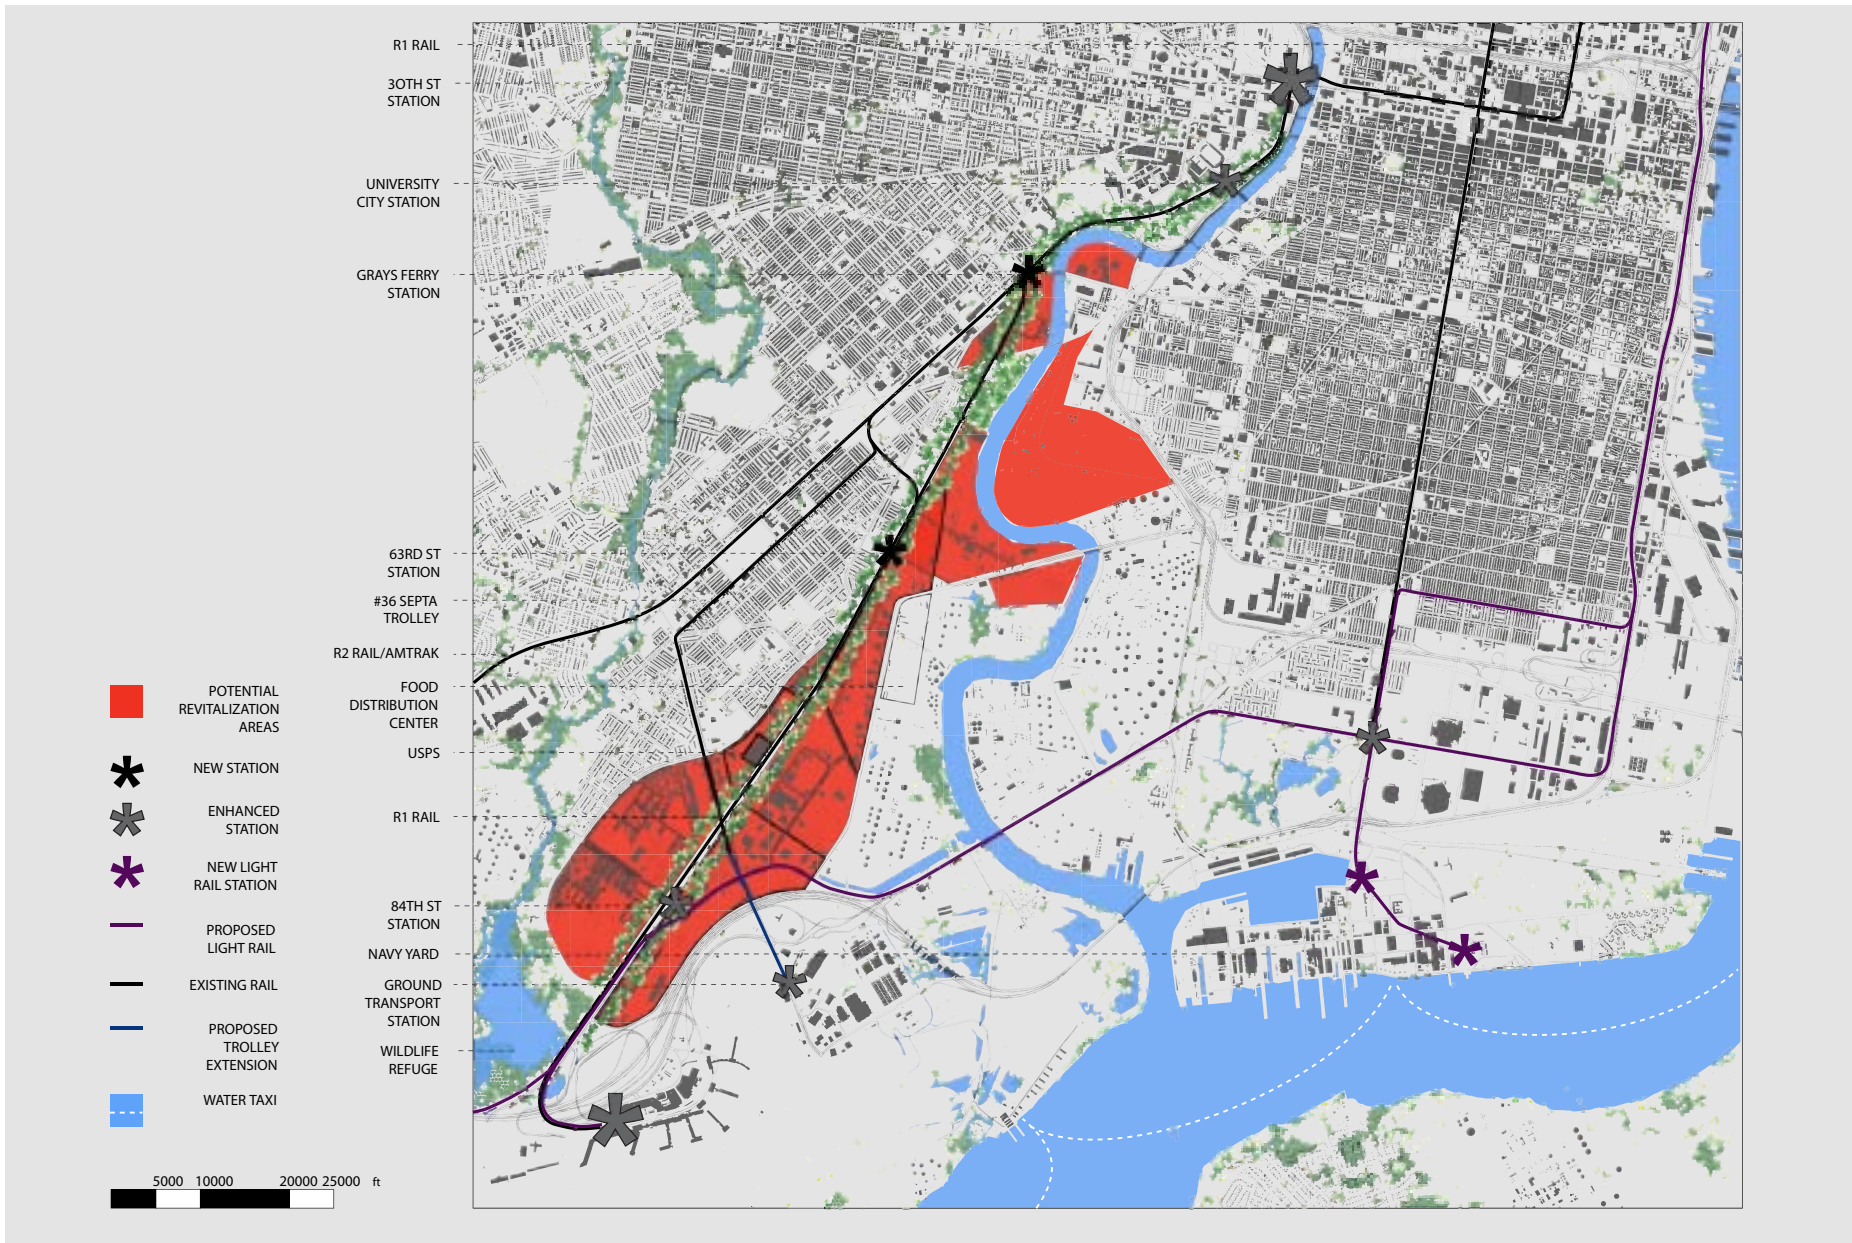 R1 RAIL
3OTH ST
STATION
UNIVERSITY
CITY STATION
GRAYS FERRY
STATION
63RD ST
STATION
#36 SEPTA
TROLLEY
R2 RAIL/AMTRAK
FOOD
DISTRIBUTION
CENTER
USPS
R1 RAIL
84TH ST
STATION
NAVY YARD
GROUND
TRANSPORT
STATION
WILDLIFE
REFUGE
POTENTIAL
REVITALIZATION
AREAS
NEW STATION
ENHANCED
STATION
NEW LIGHT
RAIL STATION
PROPOSED
LIGHT RAIL
EXISTING RAIL
PROPOSED
TROLLEY
EXTENSION
WATER TAXI
5000 10000 20000 25000 ft